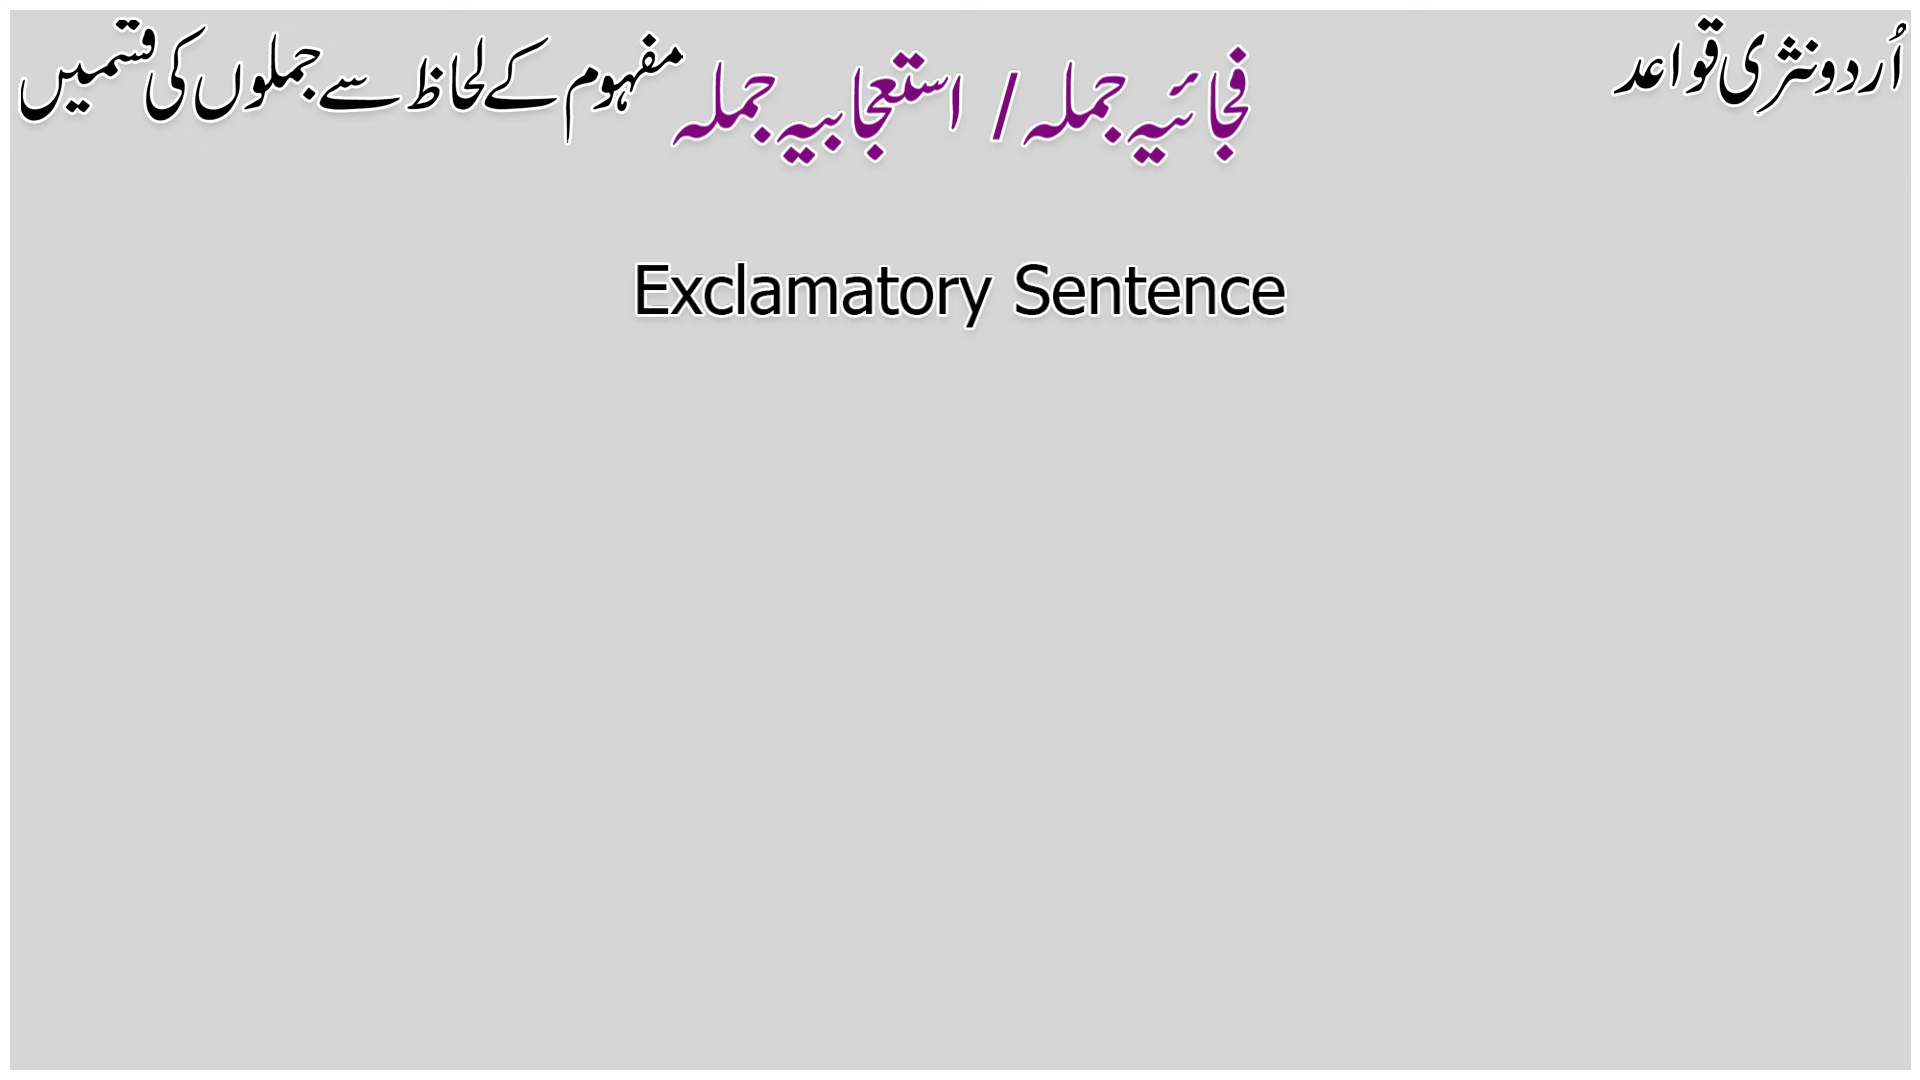 اُردو نثری قواعد
فجائیہ جملہ / استعجابیہ جملہ
مفہوم کے لحاظ سے جملوں کی قسمیں
Exclamatory Sentence